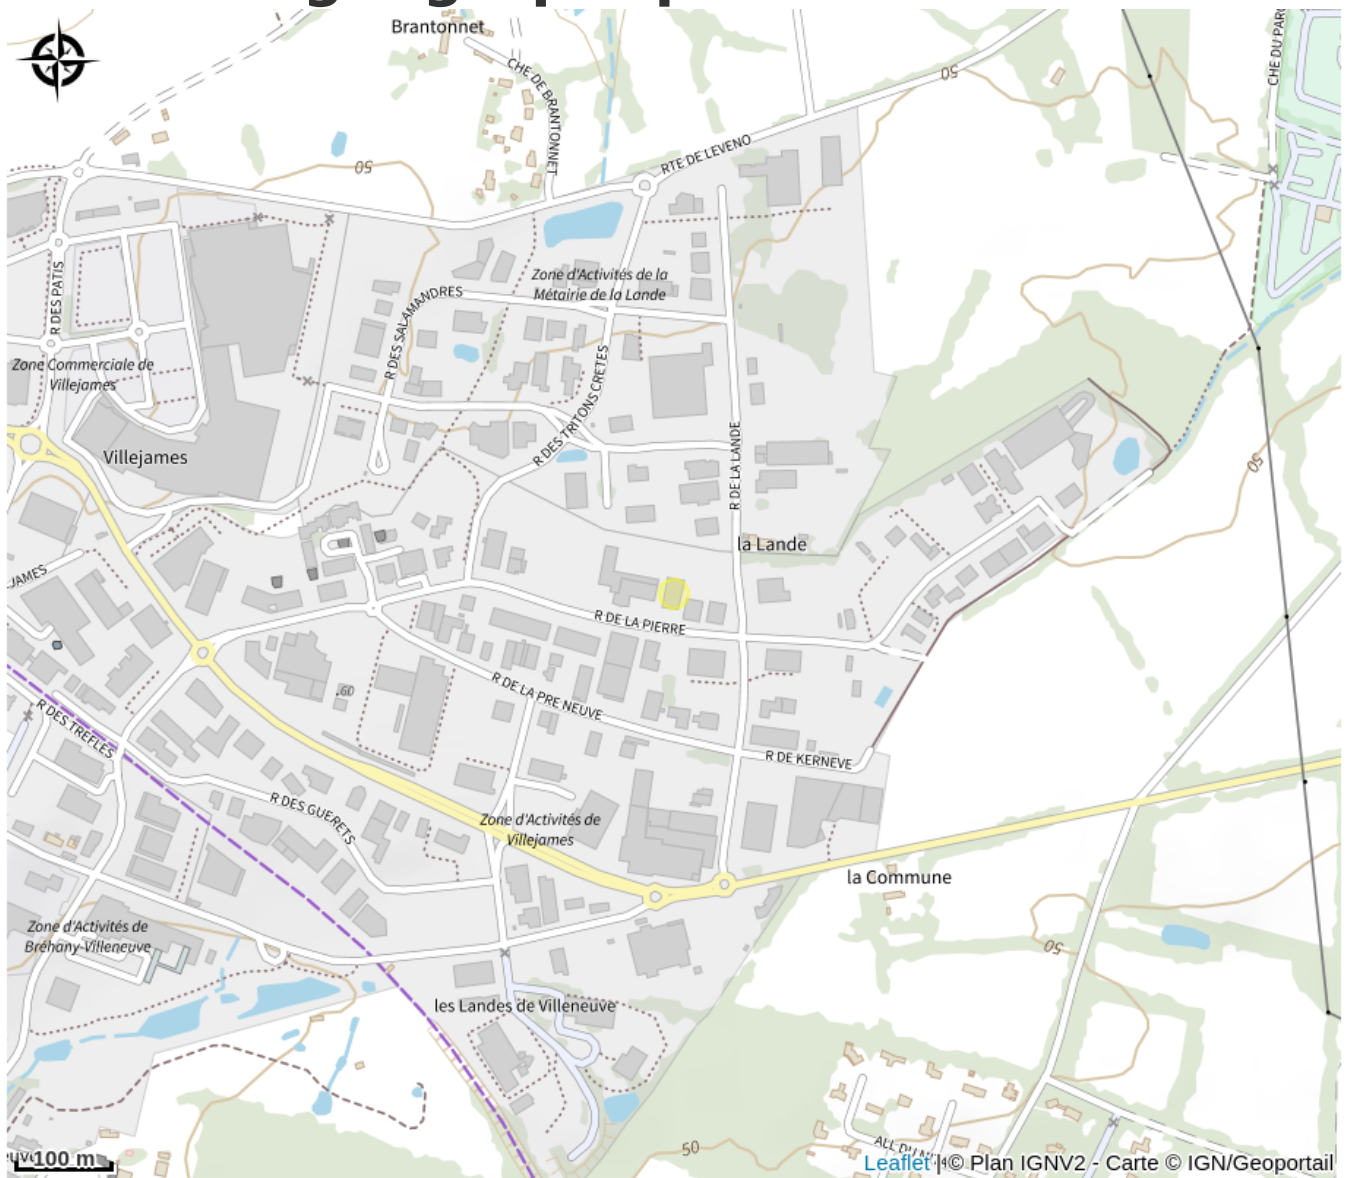 Brantonnet
CHE DE BRANTONNET
CHE DU PARC
50
50
RTE DE LEVENO
R DES PATIS
Zone d'Activités de la
Métairie de la Lande
R DES SALAMANDRES
Zone Commerciale de
Villejames
R DES TRITONS CRETES
R DE LA LANDE
Villejames
50
la Lande
JAMES
R DE LA PIERRE
R DE LA PRE NEUVE
60
R DES TREFLES
R DE KERNEVE
R DES GUERETS
Zone d'Activités de
Villejames
la Commune
Zone d'Activités de
Bréhany-Villeneuve
50
les Landes de Villeneuve
50
100 m
Leaflet | © Plan IGNV2 - Carte © IGN/Geoportail